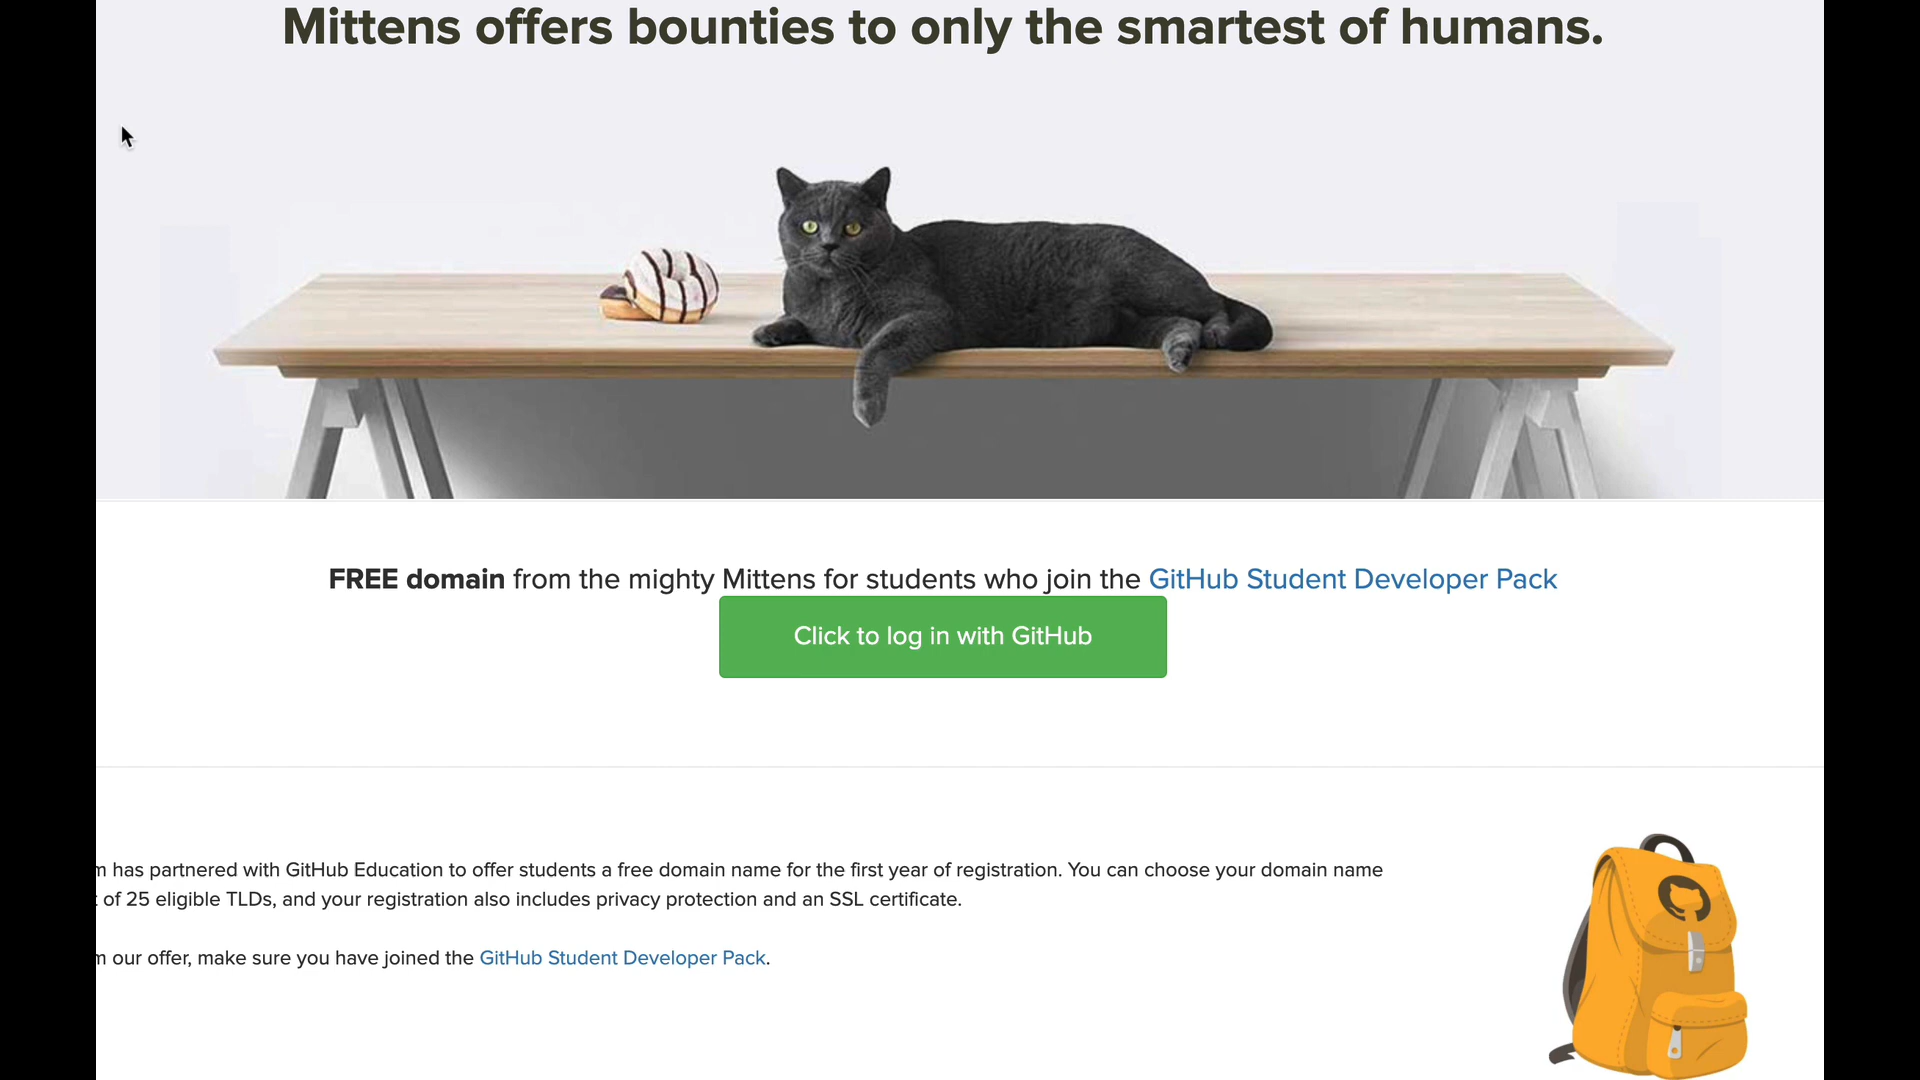 Mittens offers bounties to only the smartest of humans.
FREE domain from the mighty Mittens for students who join the GitHub Student Developer Pack
Click to log in with GitHub
has partnered with GitHub Education to offer students a free domain name for the first year of registration. You can choose your domain name
of 25 eligible TLDs, and your registration also includes privacy protection and an SSL certificate.
our offer, make sure you have joined the GitHub Student Developer Pack.